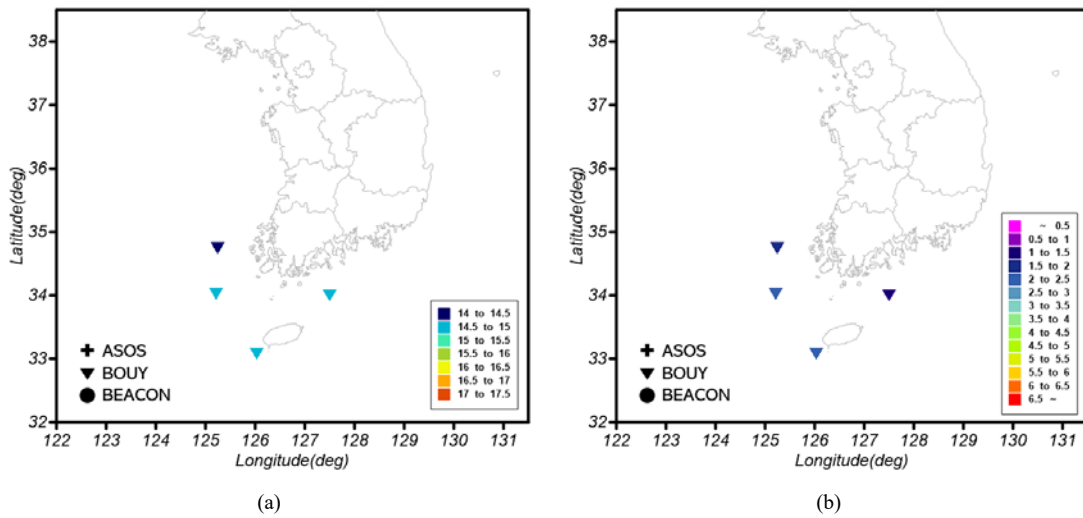 38
37
36
35
34
33
32
Latitude(deg)
122 123 124 125 126 127 128 129 130 131
Longitude(deg)
ASOS
BOUY
BEACON
14 to 14.5
14.5 to 15
15 to 15.5
15.5 to 16
16 to 16.5
16.5 to 17
17 to 17.5
(a)
38
37
36
35
34
33
32
Latitude(deg)
122 123 124 125 126 127 128 129 130 131
Longitude(deg)
ASOS
BOUY
BEACON
~ 0.5
0.5 to 1
1 to 1.5
1.5 to 2
2 to 2.5
2.5 to 3
3 to 3.5
3.5 to 4
4 to 4.5
4.5 to 5
5 to 5.5
5.5 to 6
6 to 6.5
6.5 ~
(b)